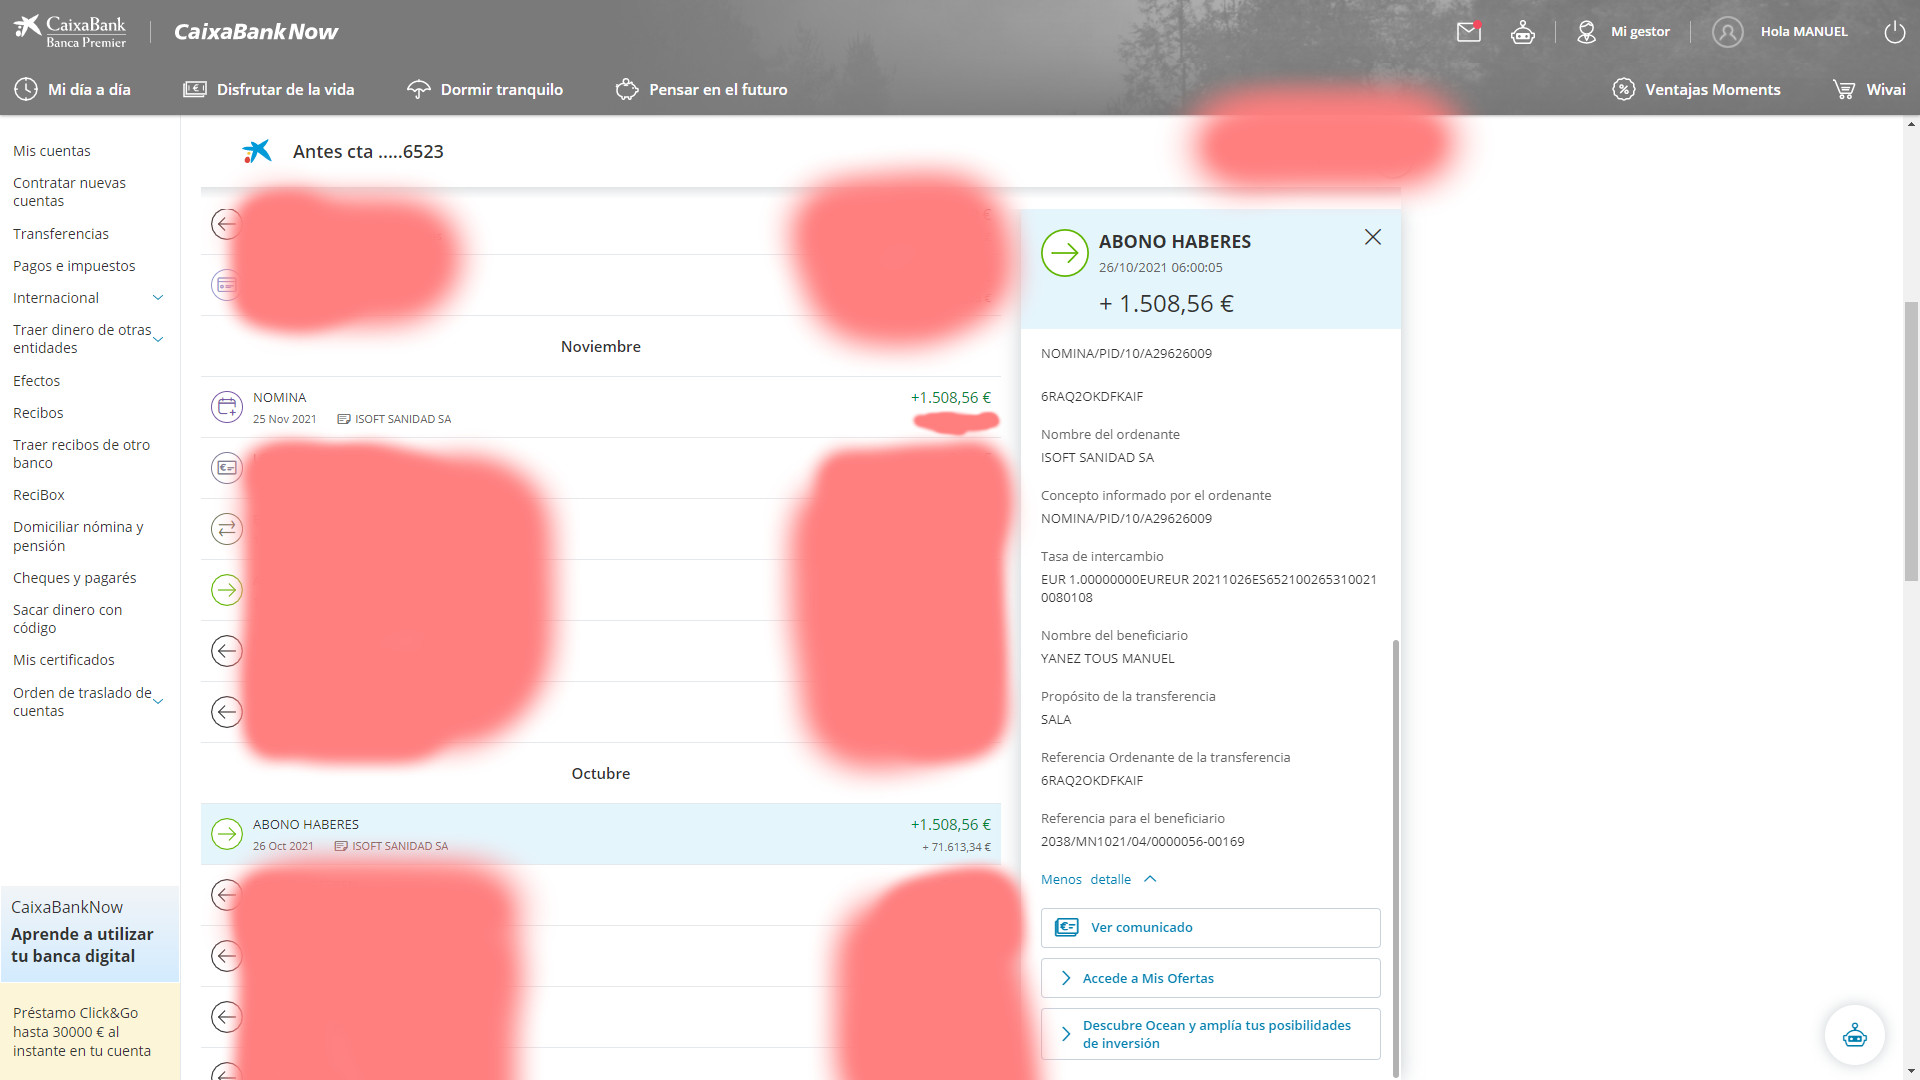 CaixaBank
Banca Premier
CaixaBankNow
Mi gestor
Hola MANUEL
Mi día a día
Disfrutar de la vida
Dormir tranquilo
Pensar en el futuro
Ventajas Moments
Wivai
Mis cuentas
Contratar nuevas
cuentas
Transferencias
Pagos e impuestos
Internacional
Traer dinero de otras
entidades
Efectos
Recibos
Traer recibos de otro
banco
ReciBox
Domiciliar nómina y
pensión
Cheques y pagarés
Sacar dinero con
código
Mis certificados
Orden de traslado de
cuentas
CaixaBankNow
Aprende a utilizar
tu banca digital
Préstamo Click&Go
hasta 30000 € al
instante en tu cuenta
Antes cta .....6523
Noviembre
NOMINA
+1.508,56 €
25 Nov 2021
ISOFT SANIDAD SA
Octubre
ABONO HABERES
+1.508,56 €
26 Oct 2021
ISOFT SANIDAD SA
+ 71.613,34 €
ABONO HABERES
26/10/2021 06:00:05
+ 1.508,56 €
NOMINA/PID/10/A29626009
6RAQ2OKDFKAIF
Nombre del ordenante
ISOFT SANIDAD SA
Concepto informado por el ordenante
NOMINA/PID/10/A29626009
Tasa de intercambio
EUR 1.00000000EUREUR 20211026ES652100265310021
0080108
Nombre del beneficiario
YANEZ TOUS MANUEL
Propósito de la transferencia
SALA
Referencia Ordenante de la transferencia
6RAQ2OKDFKAIF
Referencia para el beneficiario
2038/MN1021/04/0000056-00169
Menos detalle
Ver comunicado
Accede a Mis Ofertas
Descubre Ocean y amplía tus posibilidades
de inversión